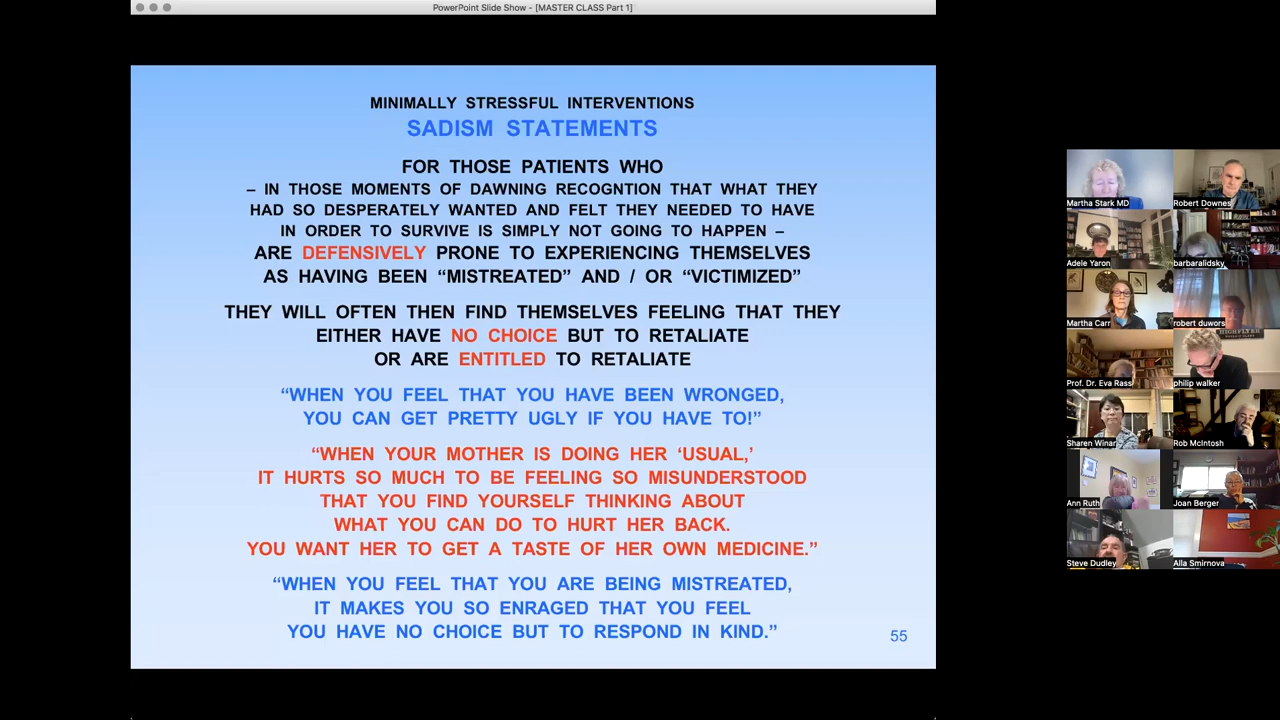 PowerPoint Slide Show - [MASTER CLASS Part 1]
MINIMALLY STRESSFUL INTERVENTIONS
SADISM STATEMENTS
FOR THOSE PATIENTS WHO
– IN THOSE MOMENTS OF DAWNING RECOGNTION THAT WHAT THEY
HAD SO DESPERATELY WANTED AND FELT THEY NEEDED TO HAVE
IN ORDER TO SURVIVE IS SIMPLY NOT GOING TO HAPPEN –
ARE DEFENSIVELY PRONE TO EXPERIENCING THEMSELVES
AS HAVING BEEN “MISTREATED” AND / OR “VICTIMIZED”
THEY WILL OFTEN THEN FIND THEMSELVES FEELING THAT THEY
EITHER HAVE NO CHOICE BUT TO RETALIATE
OR ARE ENTITLED TO RETALIATE
“WHEN YOU FEEL THAT YOU HAVE BEEN WRONGED,
YOU CAN GET PRETTY UGLY IF YOU HAVE TO!”
“WHEN YOUR MOTHER IS DOING HER ‘USUAL,’
IT HURTS SO MUCH TO BE FEELING SO MISUNDERSTOOD
THAT YOU FIND YOURSELF THINKING ABOUT
WHAT YOU CAN DO TO HURT HER BACK.
YOU WANT HER TO GET A TASTE OF HER OWN MEDICINE.”
“WHEN YOU FEEL THAT YOU ARE BEING MISTREATED,
IT MAKES YOU SO ENRAGED THAT YOU FEEL
YOU HAVE NO CHOICE BUT TO RESPOND IN KIND.”
55
Martha Stark MD
Robert Downes
Adele Yaron
barbaralidsky
Martha Carr
robert duwors
HIGHFLYER
Prof. Dr. Eva Rass
philip walker
Sharen Winar
Rob McIntosh
Ann Ruth
Joan Berger
Steve Dudley
Alla Smirnova